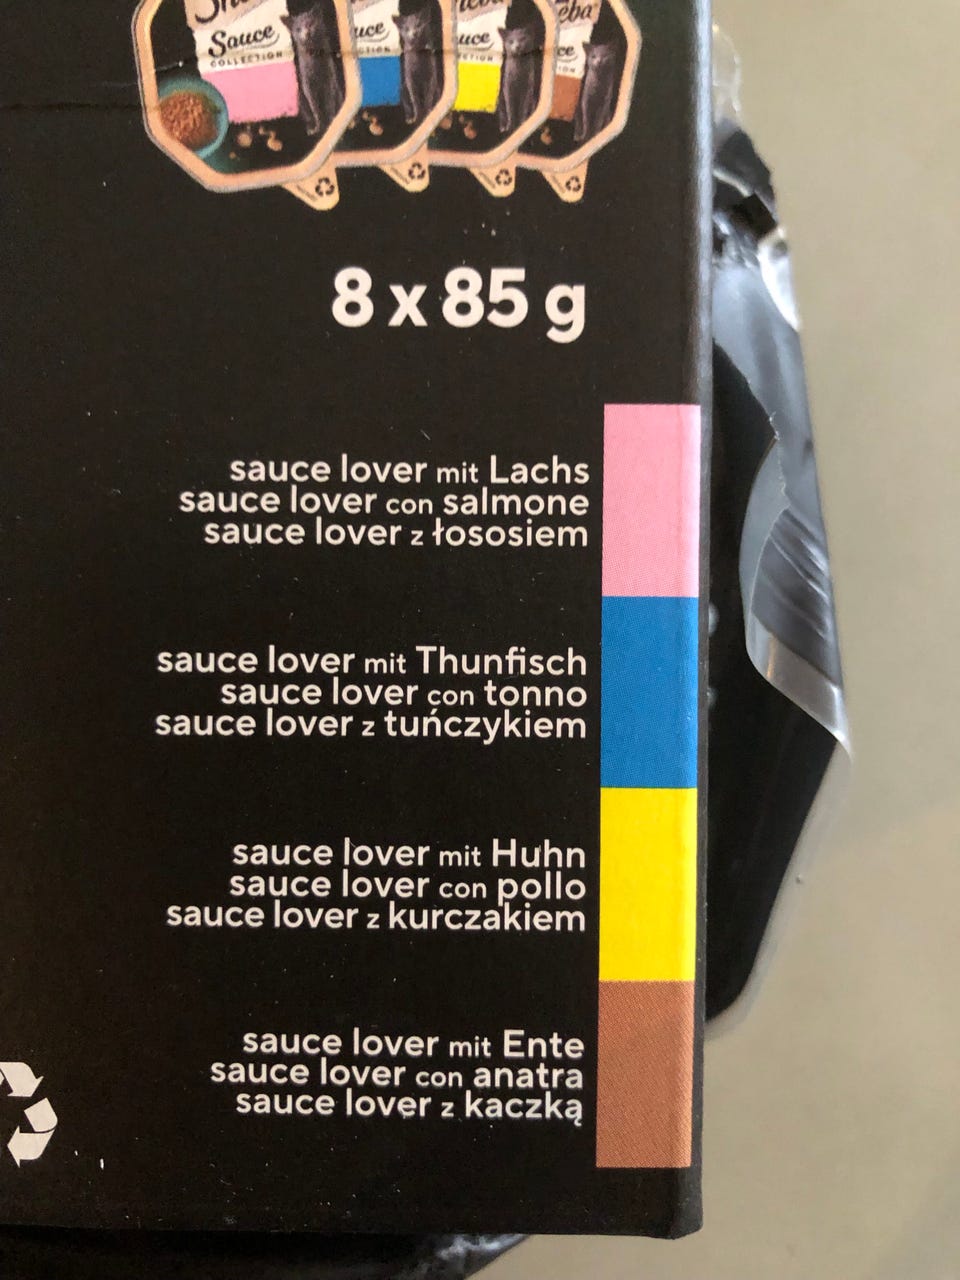 Sauce
COLLECTION
8 x 85 g
sauce lover mit Lachs
sauce lover con salmone
sauce lover z łososiem
sauce lover mit Thunfisch
sauce lover con tonno
sauce lover z tuńczykiem
sauce lover mit Huhn
sauce lover con pollo
sauce lover z kurczakiem
sauce lover mit Ente
sauce lover con anatra
sauce lover z kaczką